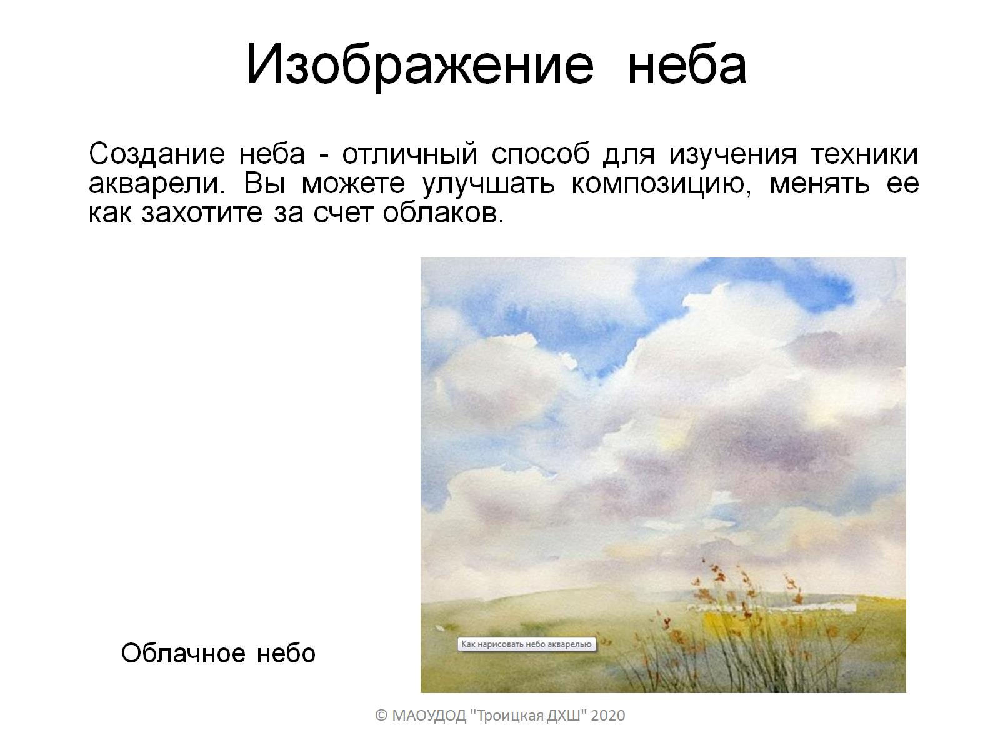 Изображение неба
Создание неба - отличный способ для изучения техники
акварели. Вы можете улучшать композицию, менять ее
как захотите за счет облаков.
Как нарисовать небо акварелью
Облачное небо
© МАОУДОД "Троицкая ДХШ" 2020